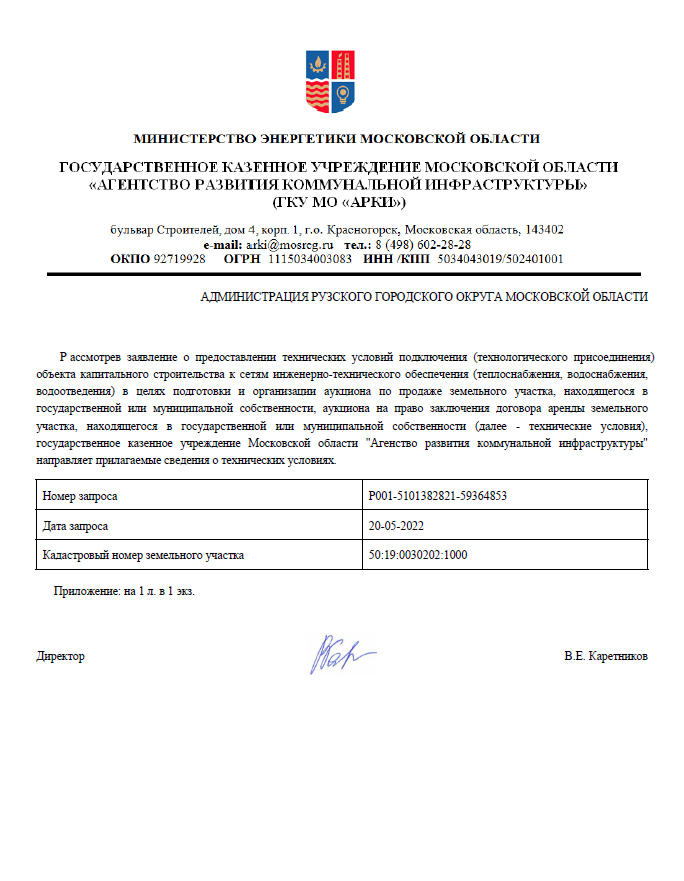 МИНИСТЕРСТВО ЭНЕРГЕТИКИ МОСКОВСКОЙ ОБЛАСТИ
ГОСУДАРСТВЕННОЕ КАЗЕННОЕ УЧРЕЖДЕНИЕ МОСКОВСКОЙ ОБЛАСТИ
«АГЕНТСТВО РАЗВИТИЯ КОММУНАЛЬНОЙ ИНФРАСТРУКТУРЫ»
(ГКУ МО «АРКИ»)
бульвар Строителей, дом 4, корп. 1, г.о. Красногорск, Московская область, 143402
e-mail: arki@mosreg.ru тел.: 8 (498) 602-28-28
ОКПО 92719928 ОГРН 1115034003083 ИНН /КПП 5034043019/502401001
АДМИНИСТРАЦИЯ РУЗСКОГО ГОРОДСКОГО ОКРУГА МОСКОВСКОЙ ОБЛАСТИ
Р ассмотрев заявление о предоставлении технических условий подключения (технологического присоединения)
объекта капитального строительства к сетям инженерно-технического обеспечения (теплоснабжения, водоснабжения,
водоотведения) в целях подготовки и организации аукциона по продаже земельного участка, находящегося в
государственной или муниципальной собственности, аукциона на право заключения договора аренды земельного
участка, находящегося в государственной или муниципальной собственности (далее - технические условия),
государственное казенное учреждение Московской области "Агенство развития коммунальной инфраструктуры"
направляет прилагаемые сведения о технических условиях.
Номер запроса P001-5101382821-59364853
Дата запроса 20-05-2022
Кадастровый номер земельного участка 50:19:0030202:1000
Приложение: на 1 л. в 1 экз.
Директор В.Е. Каретников